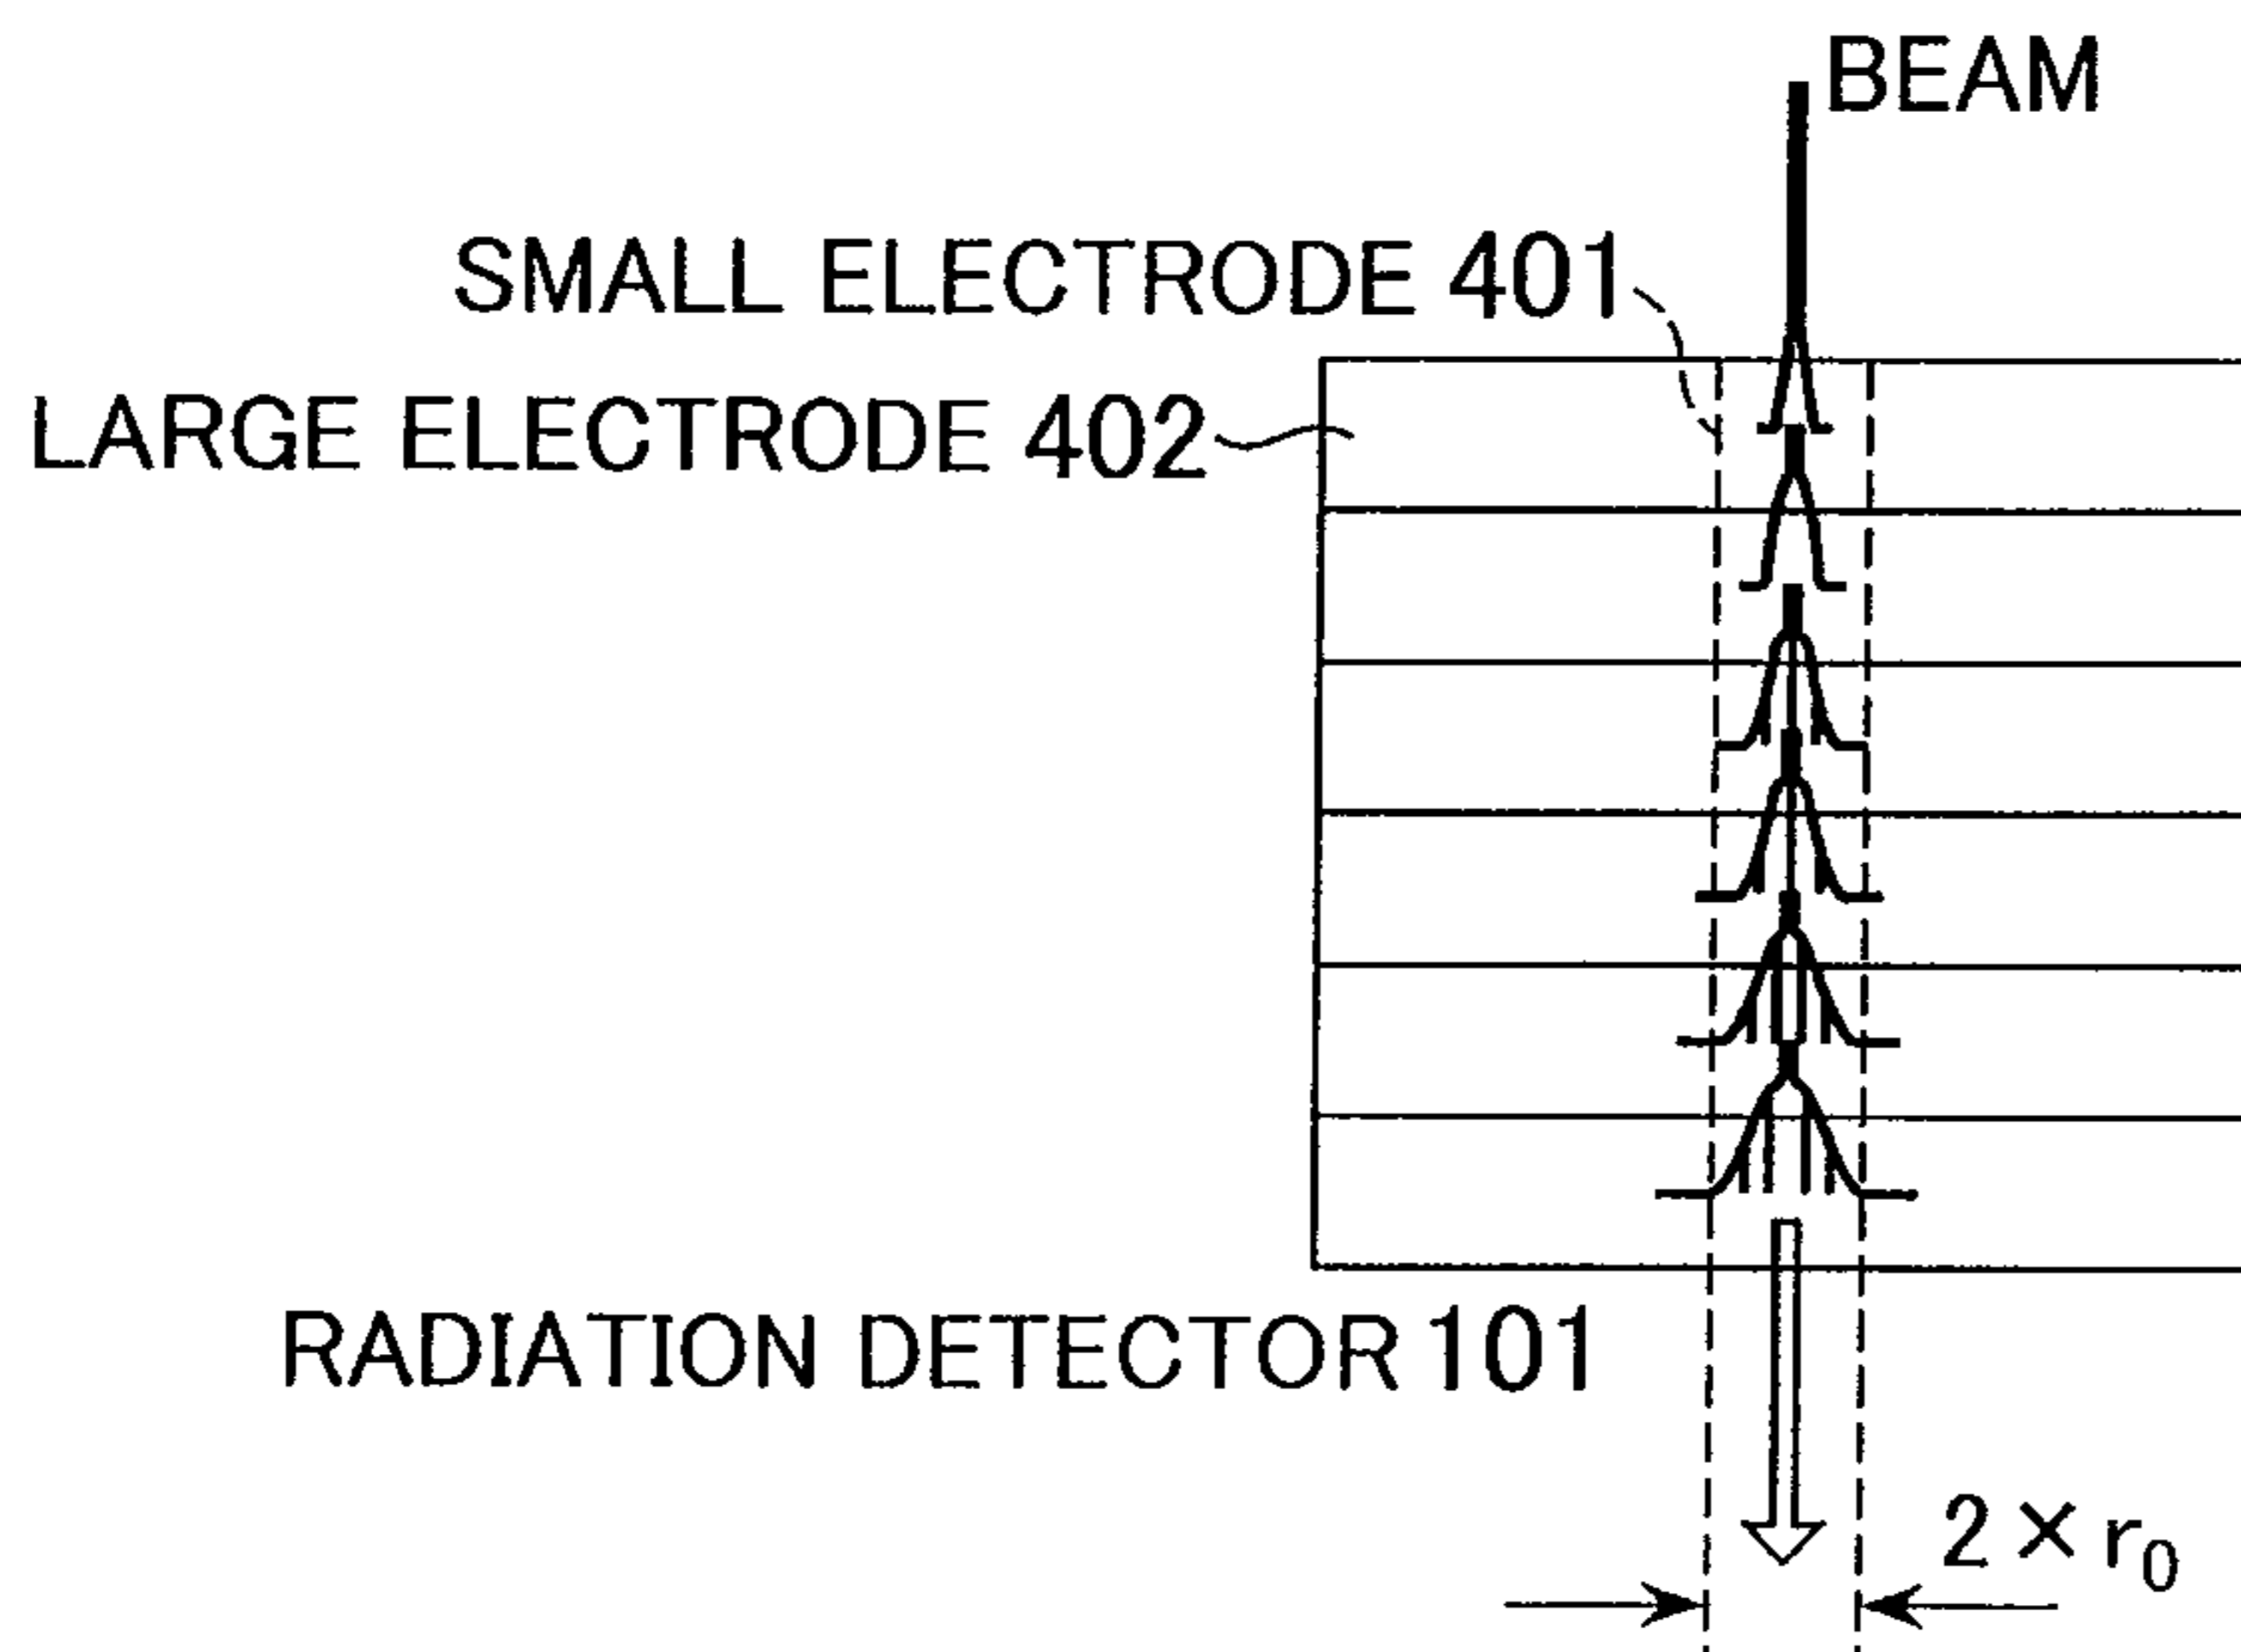 BEAM
SMALL ELECTRODE 401
LARGE ELECTRODE 402
RADIATION DETECTOR 101
2 × r₀